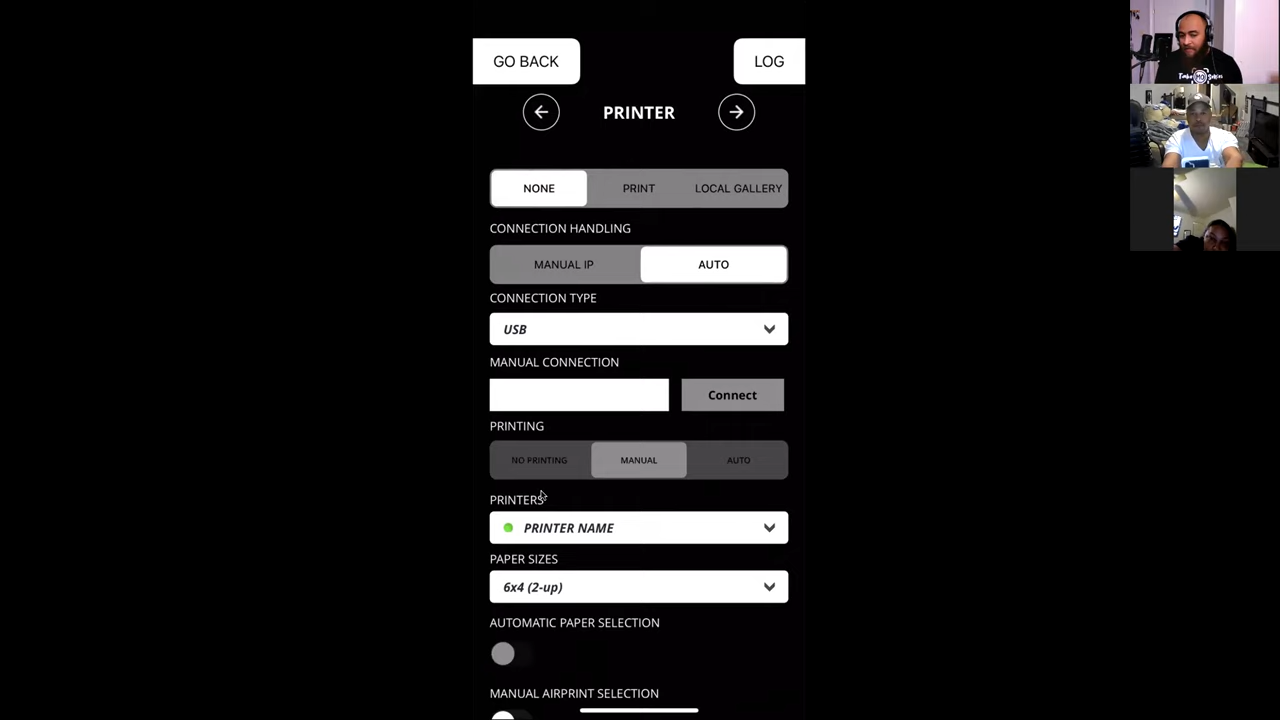 GO BACK
LOG
PRINTER
NONE
PRINT
LOCAL GALLERY
CONNECTION HANDLING
MANUAL IP
AUTO
CONNECTION TYPE
USB
MANUAL CONNECTION
Connect
PRINTING
NO PRINTING
MANUAL
AUTO
PRINTERS
PRINTER NAME
PAPER SIZES
6x4 (2-up)
AUTOMATIC PAPER SELECTION
MANUAL AIRPRINT SELECTION